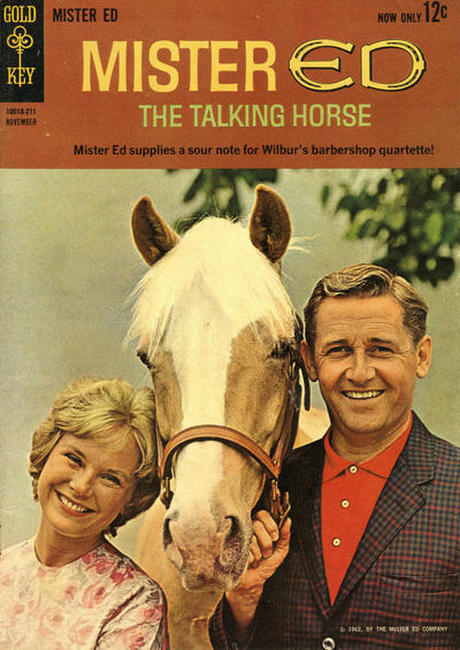 GOLD
KEY
10018-211
NOVEMBER
MISTER ED
NOW ONLY 12c
MISTER ED
THE TALKING HORSE
Mister Ed supplies a sour note for Wilbur's barbershop quartette!
© 1962, BY THE MISTER ED COMPANY